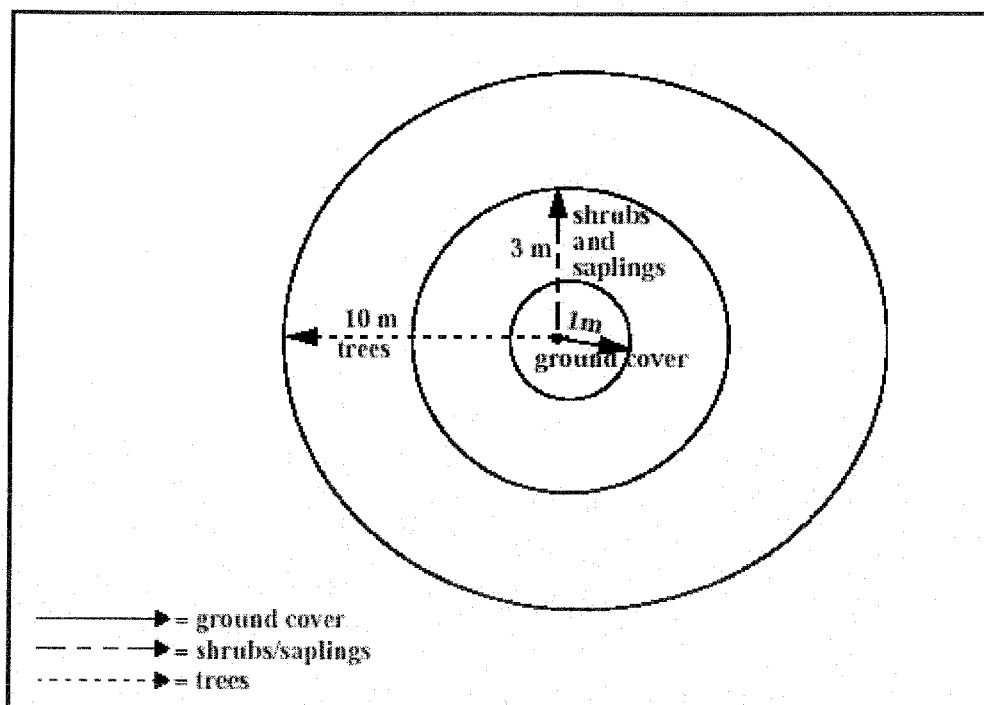 shrubs
and
saplings
3 m
10 m
trees
1m
ground cover
= ground cover
= shrubs/saplings
= trees